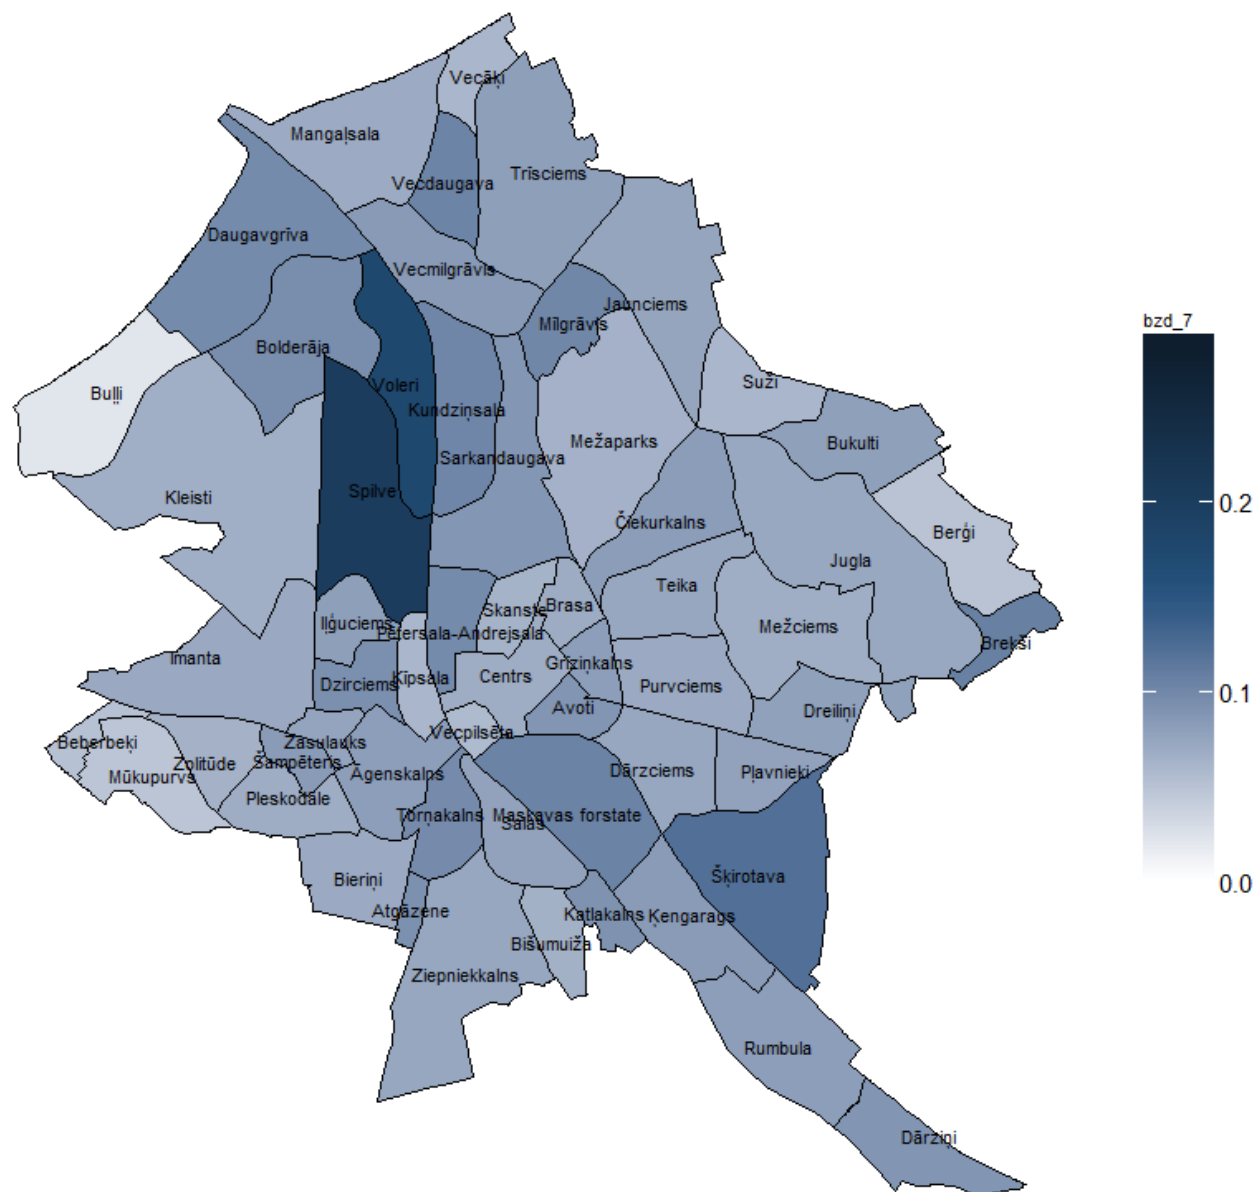 Vecāķi
Mangaļsala
Trīsciems
Vecdaugava
Daugavgrīva
Vecmilgrāvis
Jaunciems
bzd_7
Mīlgrāvis
Bolderāja
Suži
Voleri
Buļļi
Kundziņsala
Mežaparks
Bukulti
Sarkandaugava
Spilve
Kleisti
0.2
Čiekurkalns
Berģi
Jugla
Teika
Skanste
Brasa
Iļģuciems
Mežciems
Pētersala-Andrejsala
Brekši
Imanta
Grīziņkalns
Centrs
Kīpsala
Dzirciems
Purvciems
0.1
Avoti
Dreiliņi
Vecpilsēta
Beberbeķi
Zasulauks
Šampēteris
Zolitūde
Mūkupurvs
Āgenskalns
Dārzciems
Pļavnieki
Pleskodāle
Torņakalns
Maskavas forstate
Salas
Bieriņi
Šķirotava
0.0
Atgāzene
Katlakalns
Ķengarags
Bišumuiža
Ziepniekkalns
Rumbula
Dārziņi